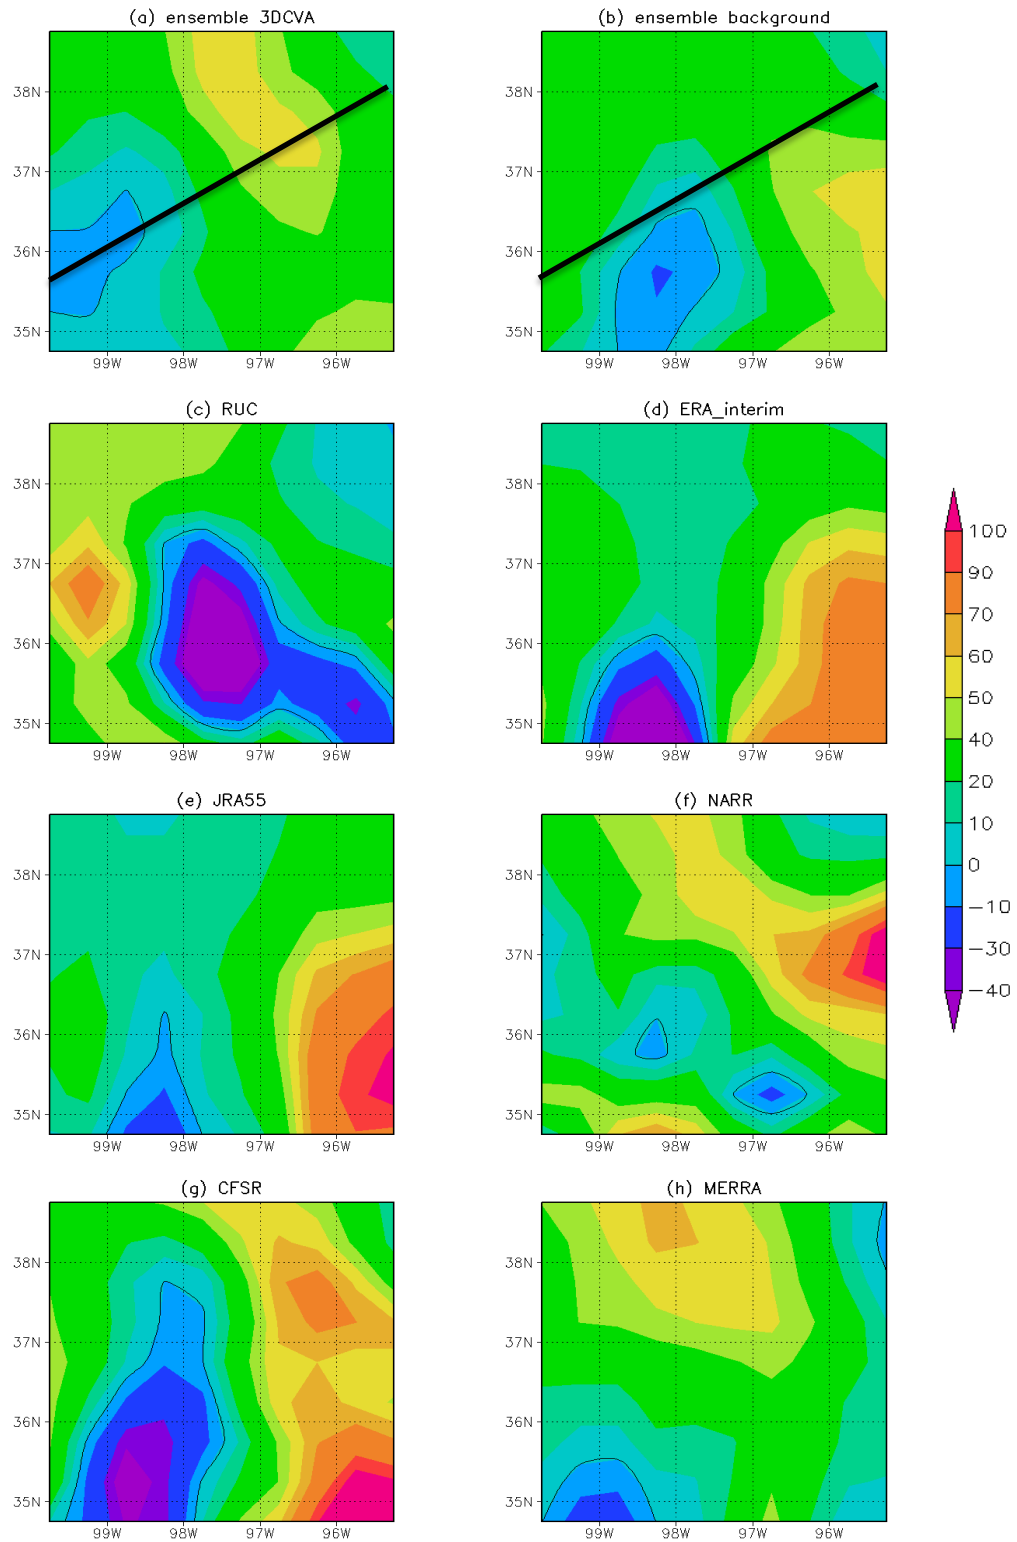 (a) ensemble 3DCVA
(b) ensemble background
38N
37N
36N
35N
99W 98W 97W 96W
38N
37N
36N
35N
99W 98W 97W 96W
(c) RUC
(d) ERA_interim
38N
37N
36N
35N
99W 98W 97W 96W
38N
37N
36N
35N
99W 98W 97W 96W
100
90
70
60
50
40
20
10
0
−10
−30
−40
(e) JRA55
(f) NARR
38N
37N
36N
35N
99W 98W 97W 96W
38N
37N
36N
35N
99W 98W 97W 96W
(g) CFSR
(h) MERRA
38N
37N
36N
35N
99W 98W 97W 96W
38N
37N
36N
35N
99W 98W 97W 96W